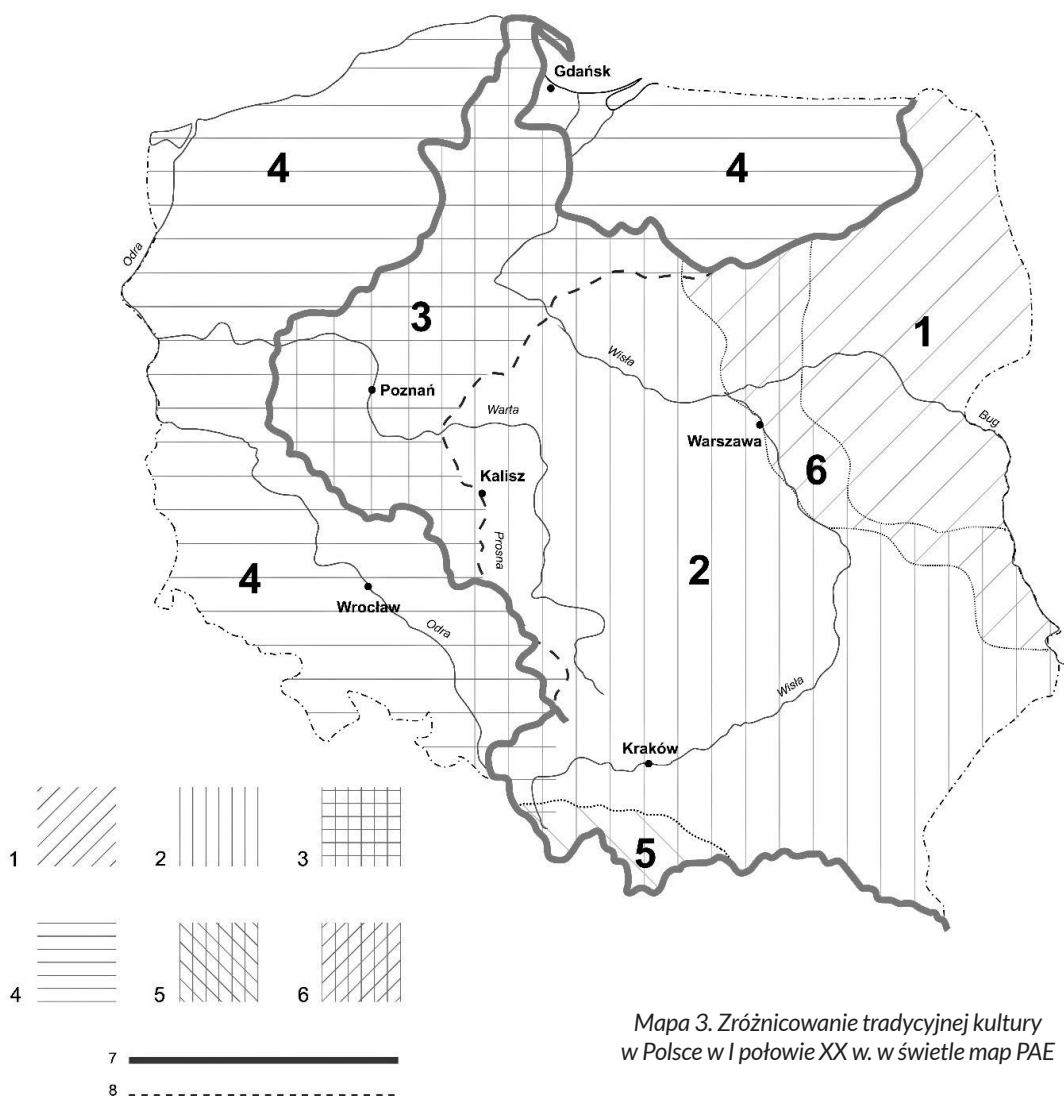 Gdańsk
4
4
Odra
3
1
Wisła
Poznań
Warta
Bug
Warszawa
Kalisz
6
Prosna
2
4
Wrocław
Odra
Wisła
Kraków
5
1
2
3
4
5
6
7
8
Mapa 3. Zróżnicowanie tradycyjnej kultury
w Polsce w I połowie XX w. w świetle map PAE